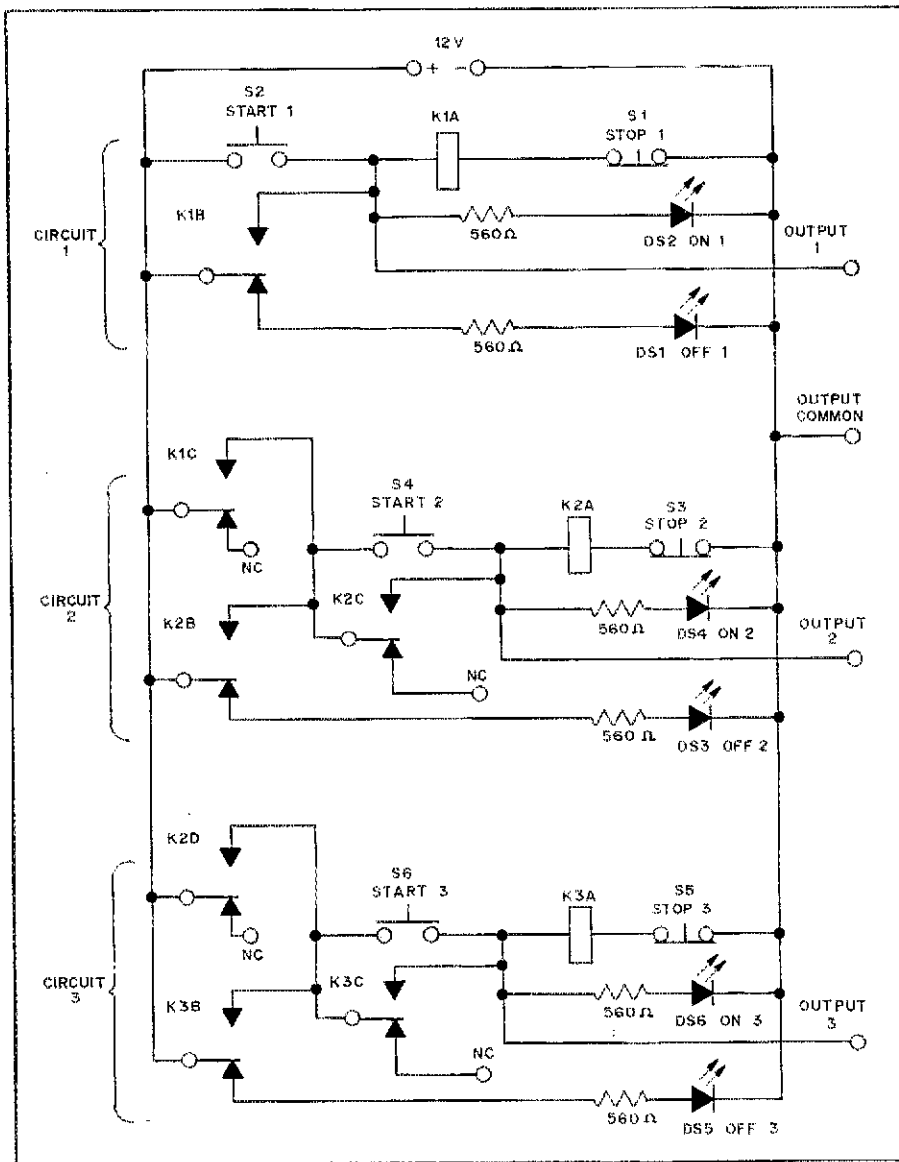 12V
+ -
S2
START 1
K1A
S1
STOP 1
K1B
CIRCUIT
1
560Ω
DS2 ON 1
OUTPUT
1
560Ω
DS1 OFF 1
OUTPUT
COMMON
K1C
S4
START 2
K2A
S3
STOP 2
NC
CIRCUIT
2
K2B
K2C
560Ω
DS4 ON 2
OUTPUT
2
NC
560Ω
DS3 OFF 2
K2D
S6
START 3
K3A
S5
STOP 3
NC
CIRCUIT
3
K3B
K3C
560Ω
DS6 ON 3
OUTPUT
3
NC
560Ω
DS5 OFF 3